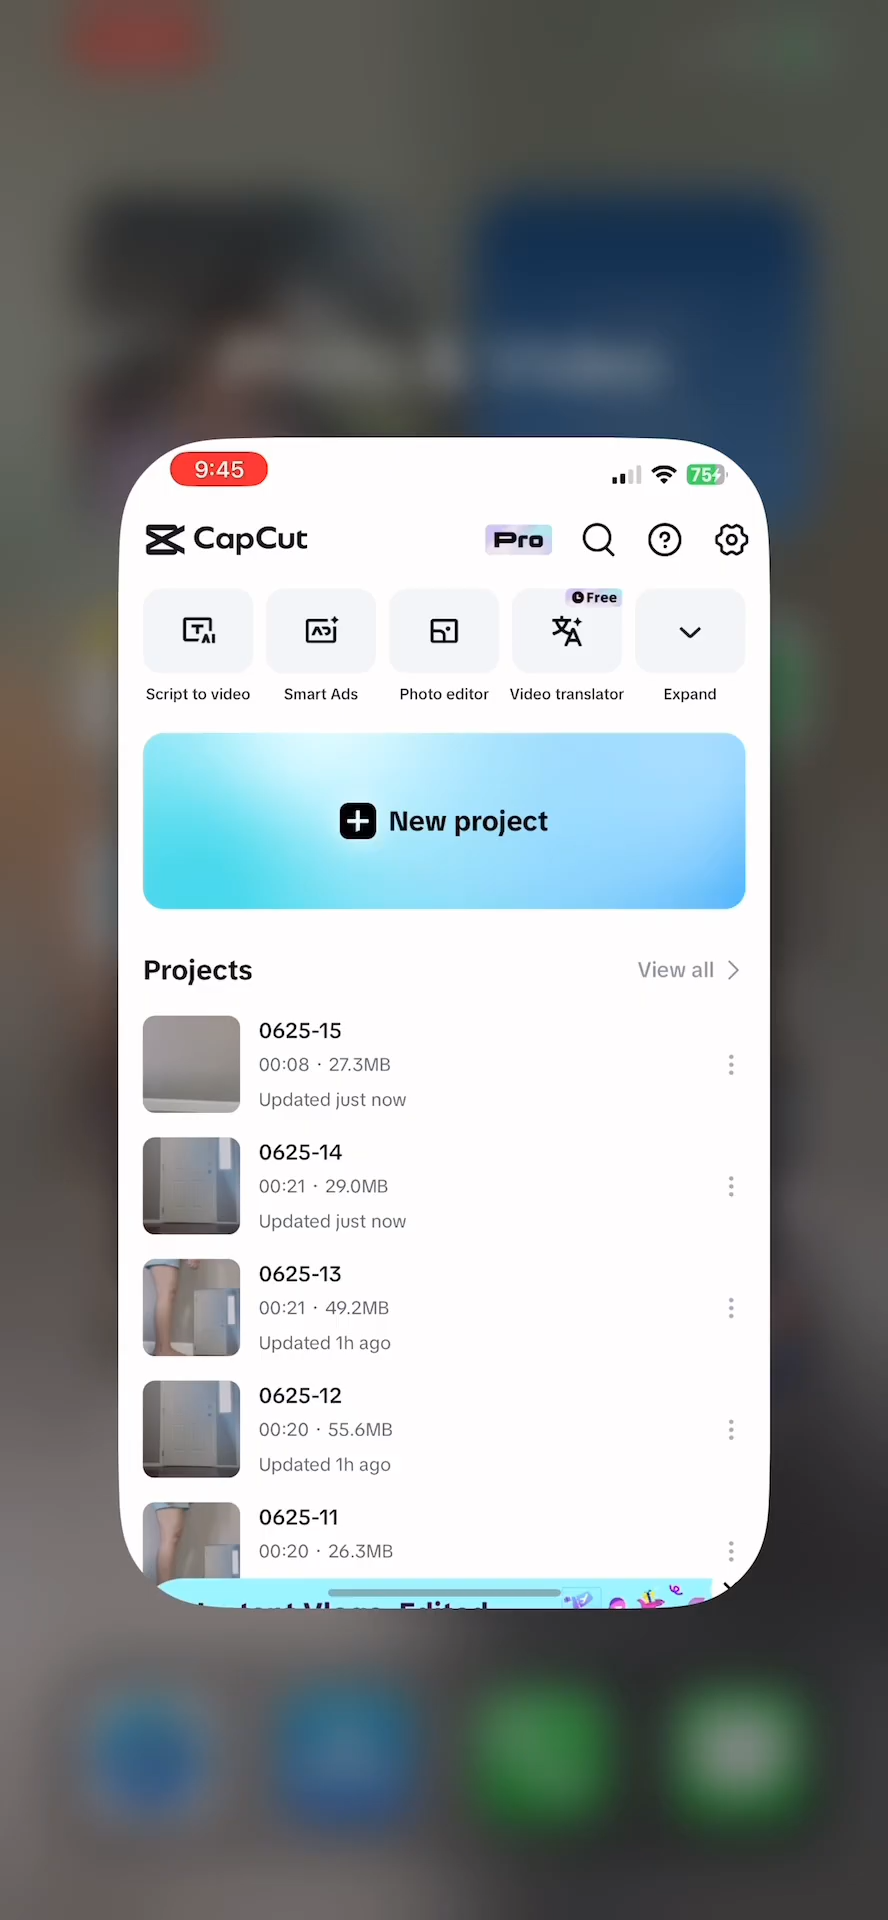 9:45
75
CapCut
Pro
Free
Script to video
Smart Ads
Photo editor
Video translator
Expand
New project
Projects
View all
0625-15
00:08 · 27.3MB
Updated just now
0625-14
00:21 · 29.0MB
Updated just now
0625-13
00:21 · 49.2MB
Updated 1h ago
0625-12
00:20 · 55.6MB
Updated 1h ago
0625-11
00:20 · 26.3MB